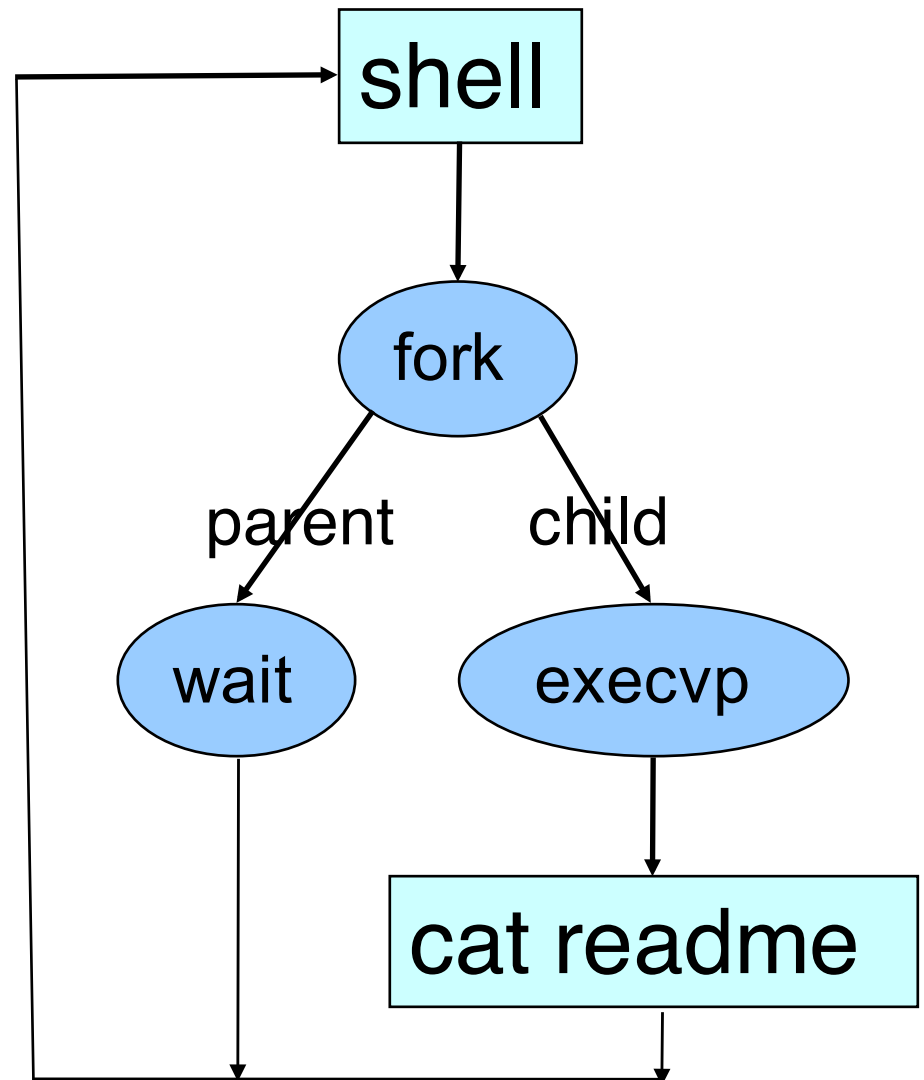 shell
fork
parent
child
wait
execvp
cat readme